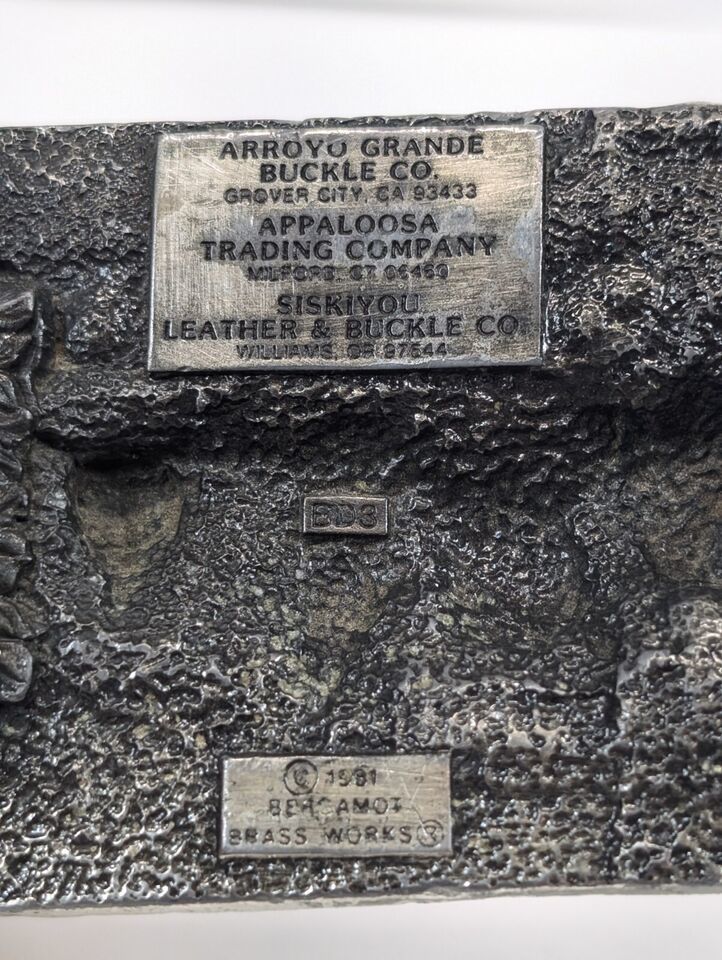 ARROYO GRANDE
BUCKLE CO.
GROVER CITY, CA 93433
APPALOOSA
TRADING COMPANY
MILFORD, CT 06460
SISKIYOU
LEATHER & BUCKLE CO.
WILLIAMS, OR 97544
© 1981
BERGAMOT
BRASS WORKS ®